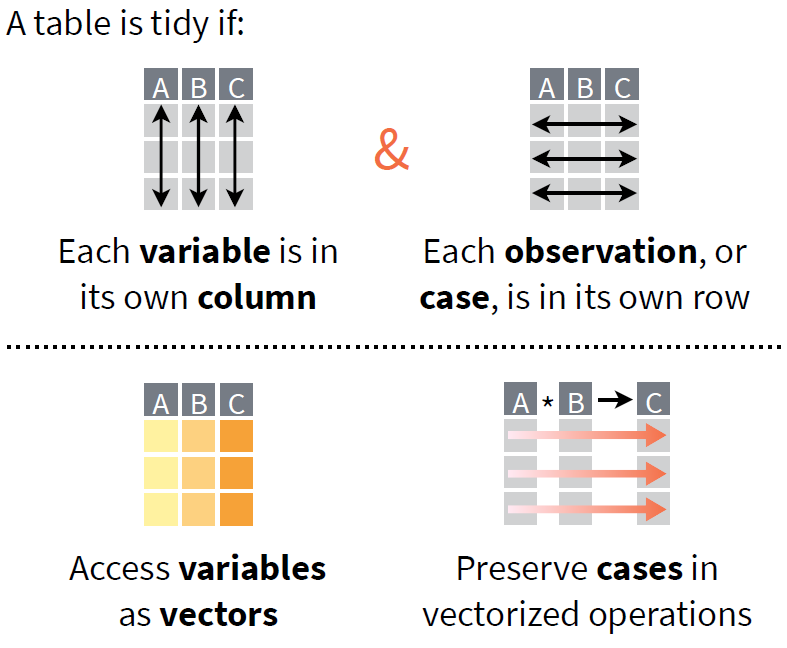 A table is tidy if:
A B C
&
A B C
Each variable is in
its own column
Each observation, or
case, is in its own row
A B C
A * B C
Access variables
as vectors
Preserve cases in
vectorized operations